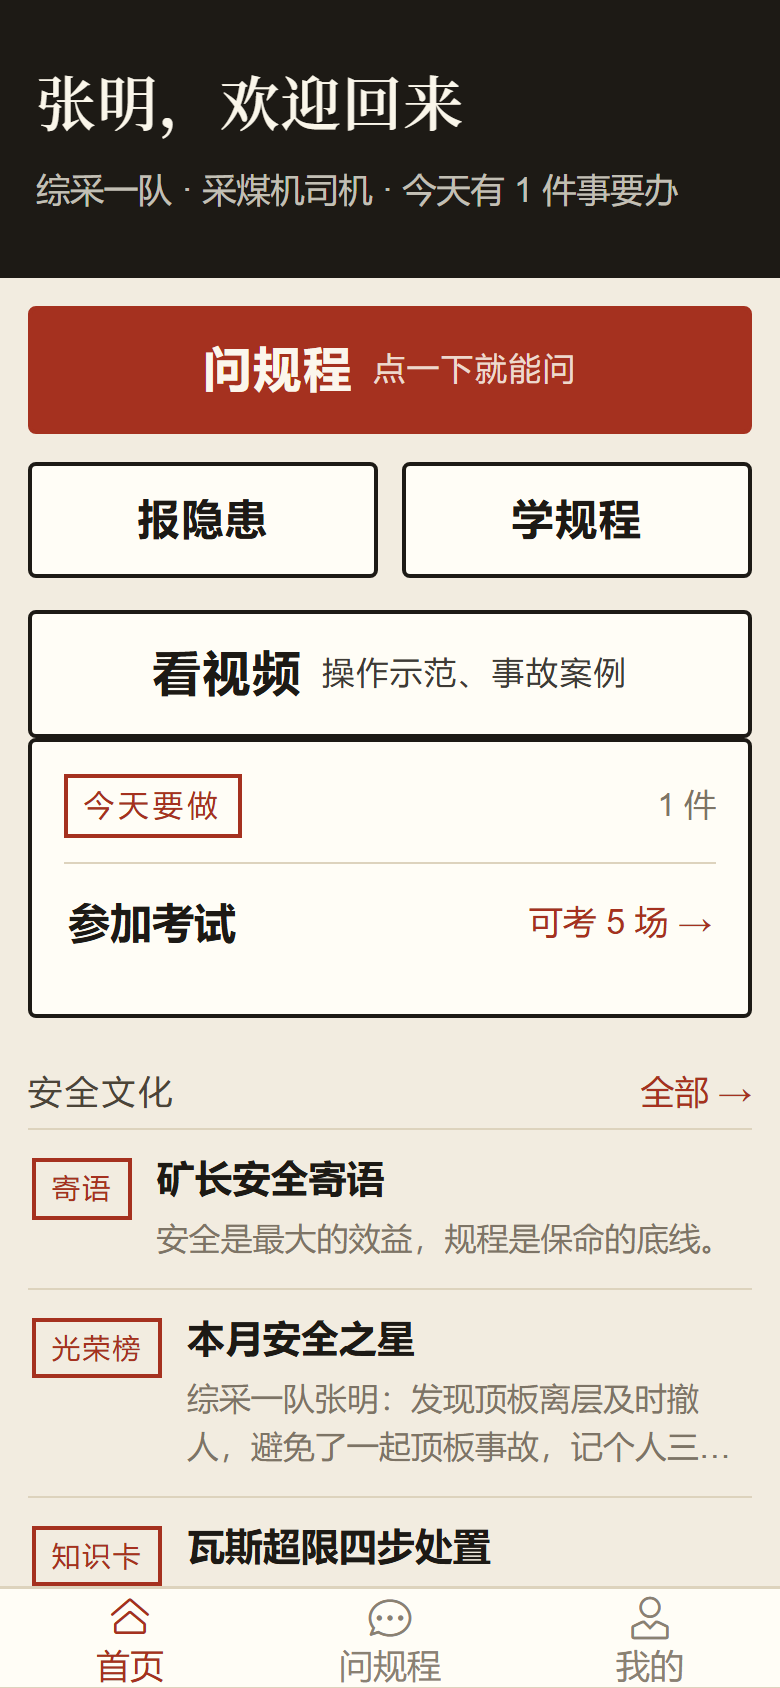 张明，欢迎回来
综采一队 · 采煤机司机 · 今天有 1 件事要办
问规程 点一下就能问
报隐患 学规程
看视频 操作示范、事故案例
今天要做 1 件
参加考试 可考 5 场 →
安全文化 全部 →
寄语 矿长安全寄语
安全是最大的效益，规程是保命的底线。
光荣榜 本月安全之星
综采一队张明：发现顶板离层及时撤
人，避免了一起顶板事故，记个人三...
知识卡 瓦斯超限四步处置
首页 问规程 我的